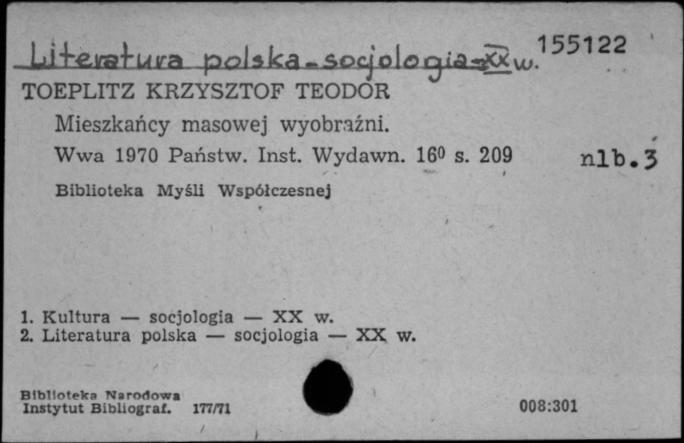 Literatura polska - socjologia - XX w. 155122
TOEPLITZ KRZYSZTOF TEODOR
Mieszkańcy masowej wyobraźni.
Wwa 1970 Państw. Inst. Wydawn. 16⁰ s. 209 nlb. 3
Biblioteka Myśli Współczesnej
1. Kultura — socjologia — XX w.
2. Literatura polska — socjologia — XX w.
Biblioteka Narodowa
Instytut Bibliograf. 177/71 008:301